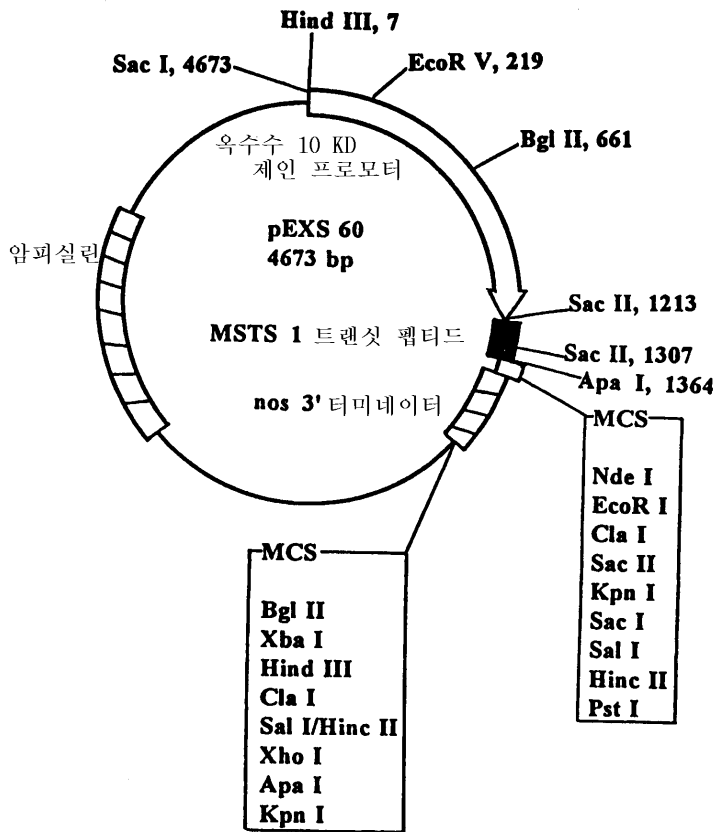 Hind III, 7
Sac I, 4673
EcoR V, 219
Bgl II, 661
옥수수 10 KD
제인 프로모터
pEXS 60
4673 bp
암피실린
Sac II, 1213
MSTS 1 트랜싯 펩티드
Sac II, 1307
Apa I, 1364
nos 3' 터미네이터
MCS
Nde I
EcoR I
Cla I
Sac II
Kpn I
Sac I
Sal I
Hinc II
Pst I
MCS
Bgl II
Xba I
Hind III
Cla I
Sal I/Hinc II
Xho I
Apa I
Kpn I